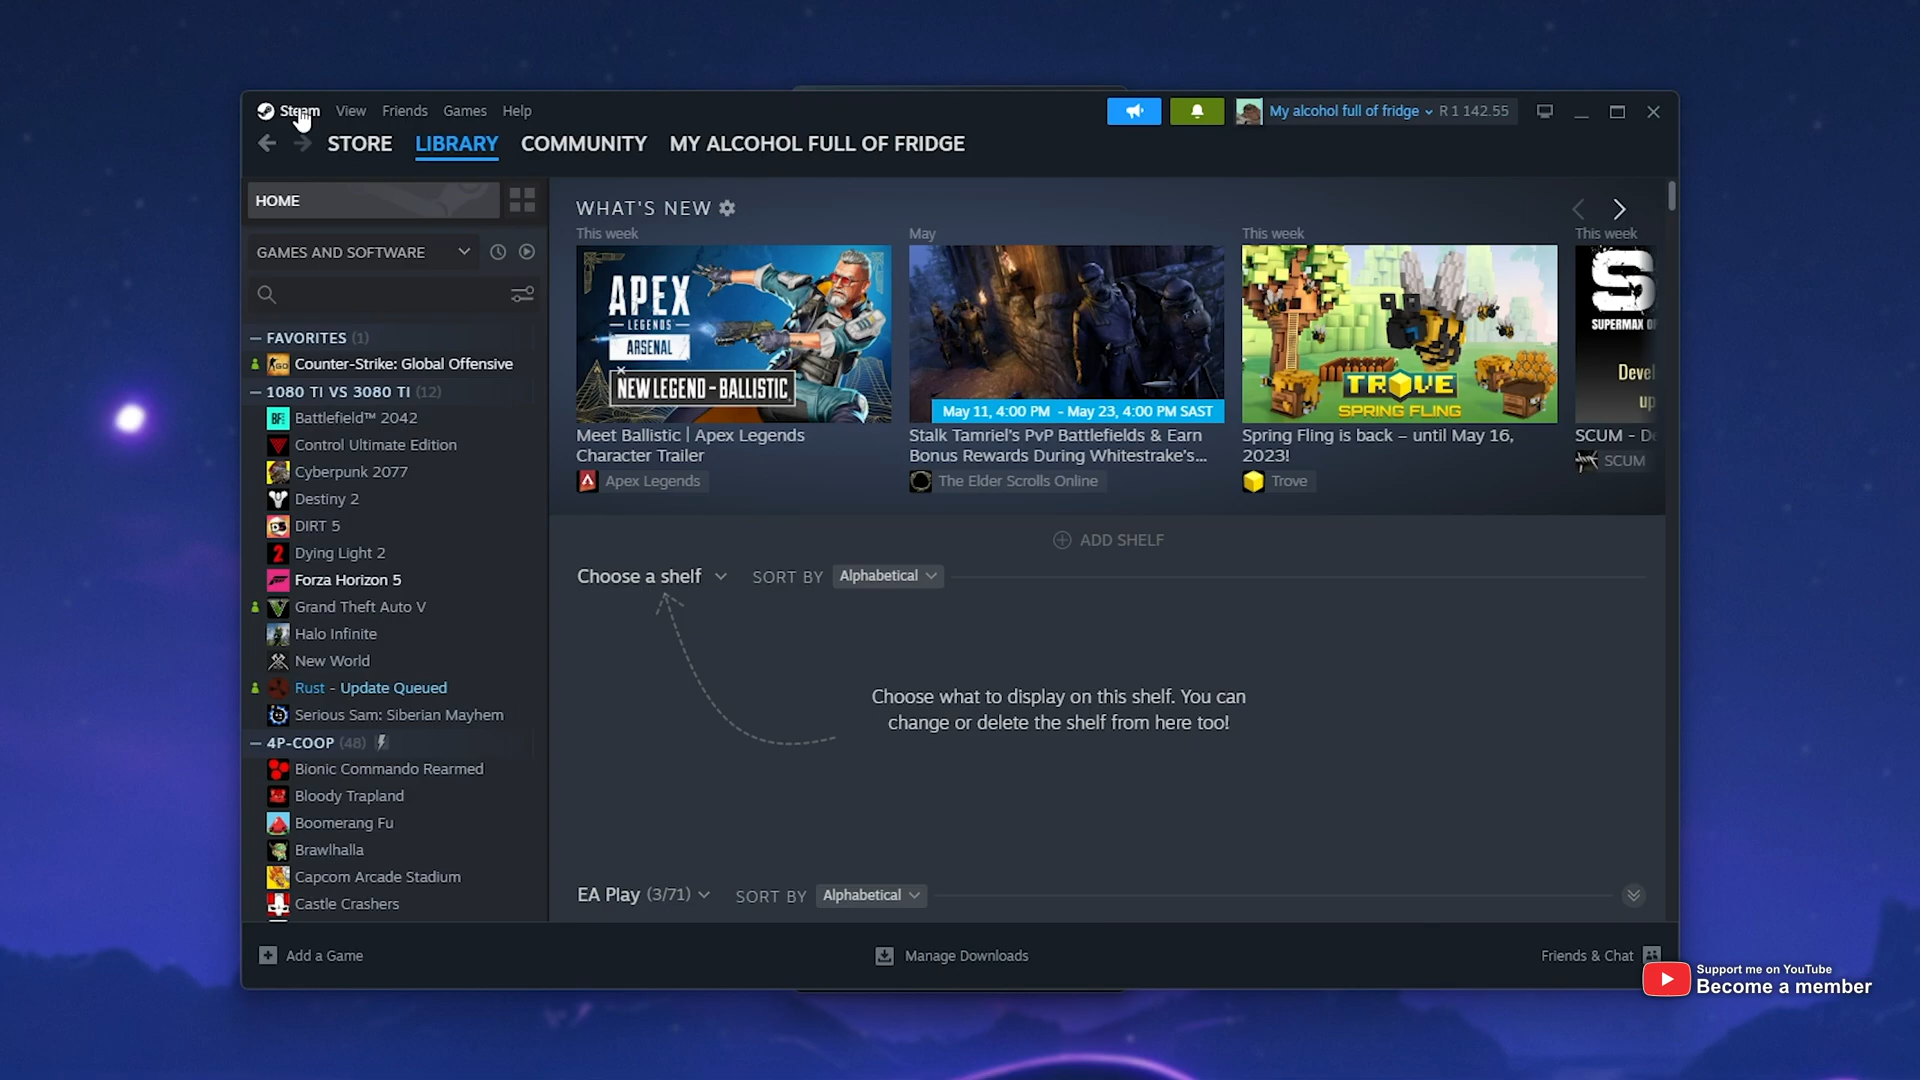 Steam View Friends Games Help
My alcohol full of fridge R 1 142.55
STORE LIBRARY COMMUNITY MY ALCOHOL FULL OF FRIDGE
HOME
GAMES AND SOFTWARE
FAVORITES (1)
Counter-Strike: Global Offensive
1080 TI VS 3080 TI (12)
Battlefield™ 2042
Control Ultimate Edition
Cyberpunk 2077
Destiny 2
DIRT 5
Dying Light 2
Forza Horizon 5
Grand Theft Auto V
Halo Infinite
New World
Rust - Update Queued
Serious Sam: Siberian Mayhem
4P-COOP (48)
Bionic Commando Rearmed
Bloody Trapland
Boomerang Fu
Brawlhalla
Capcom Arcade Stadium
Castle Crashers
WHAT'S NEW
This week
APEX
LEGENDS
ARSENAL
NEW LEGEND - BALLISTIC
Meet Ballistic | Apex Legends
Character Trailer
Apex Legends
May
May 11, 4:00 PM - May 23, 4:00 PM SAST
Stalk Tamriel's PvP Battlefields & Earn
Bonus Rewards During Whitestrake's...
The Elder Scrolls Online
This week
TROVE
SPRING FLING
Spring Fling is back – until May 16,
2023!
Trove
This week
S
SUPERMAX
Devel
up
SCUM - De
SCUM
ADD SHELF
Choose a shelf SORT BY Alphabetical
Choose what to display on this shelf. You can
change or delete the shelf from here too!
EA Play (3/71) SORT BY Alphabetical
Add a Game
Manage Downloads
Friends & Chat
Support me on YouTube
Become a member